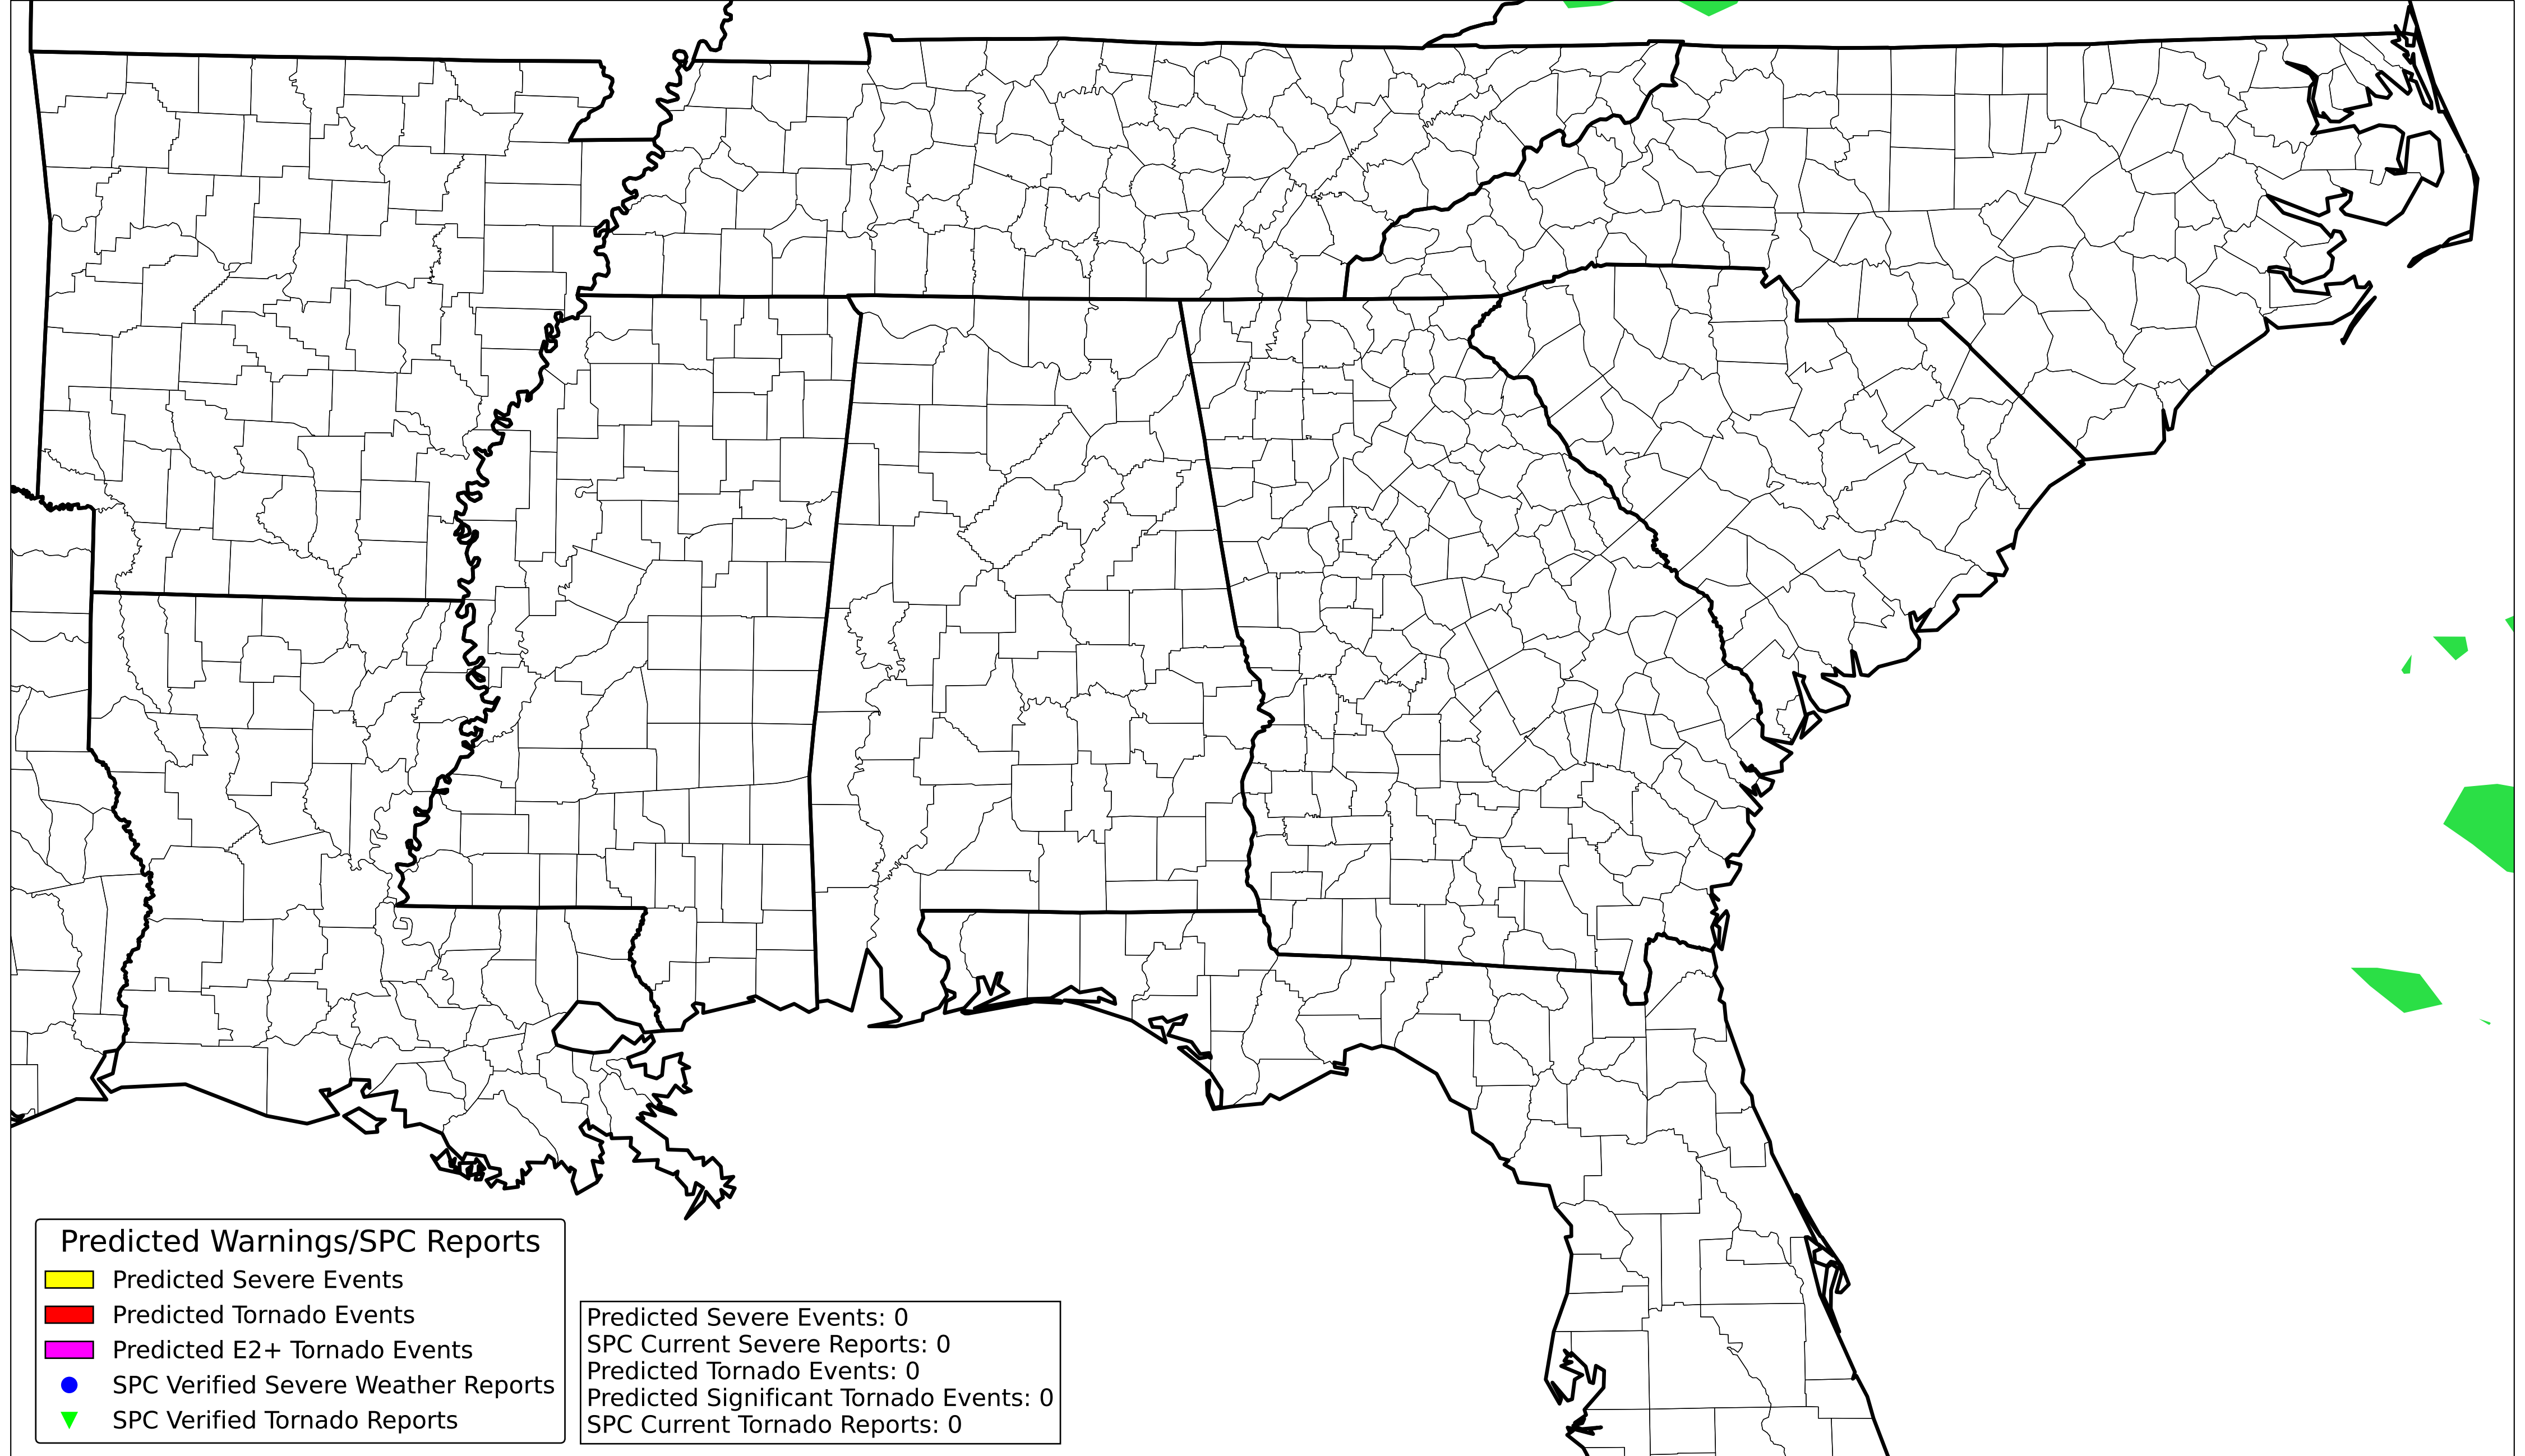 Predicted Warnings/SPC Reports
Predicted Severe Events
Predicted Tornado Events
Predicted E2+ Tornado Events
SPC Verified Severe Weather Reports
SPC Verified Tornado Reports
Predicted Severe Events: 0
SPC Current Severe Reports: 0
Predicted Tornado Events: 0
Predicted Significant Tornado Events: 0
SPC Current Tornado Reports: 0